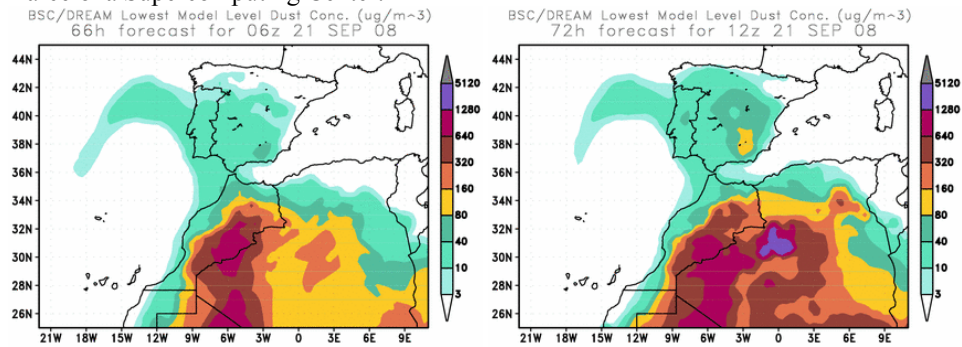 BSC/DREAM Lowest Model Level Dust Conc. (ug/m^3)
66h forecast for 06z 21 SEP 08
44N
42N
40N
38N
36N
34N
32N
30N
28N
26N
21W 18W 15W 12W 9W 6W 3W 0 3E 6E 9E
5120
1280
640
320
160
80
40
10
3
BSC/DREAM Lowest Model Level Dust Conc. (ug/m^3)
72h forecast for 12z 21 SEP 08
44N
42N
40N
38N
36N
34N
32N
30N
28N
26N
21W 18W 15W 12W 9W 6W 3W 0 3E 6E 9E
5120
1280
640
320
160
80
40
10
3